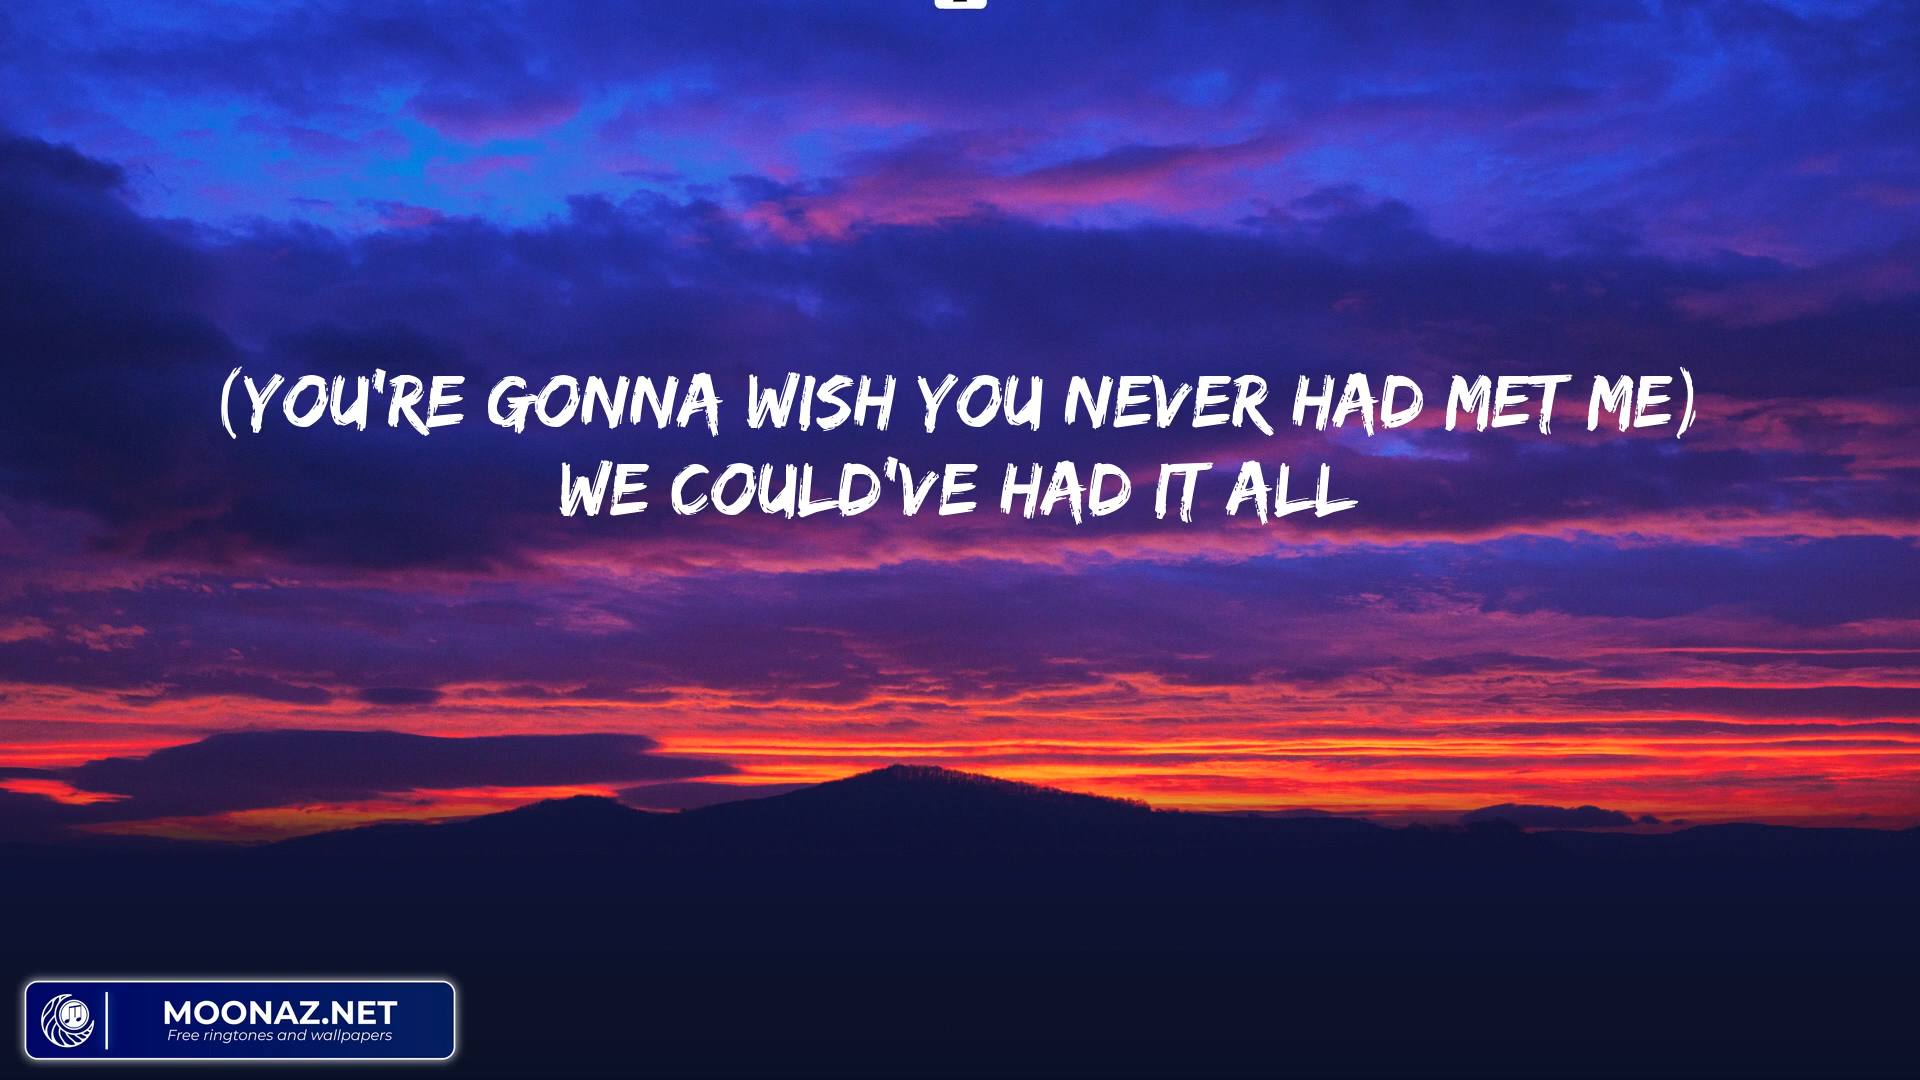 (YOU'RE GONNA WISH YOU NEVER HAD MET ME)
WE COULD'VE HAD IT ALL
MOONAZ.NET
Free ringtones and wallpapers